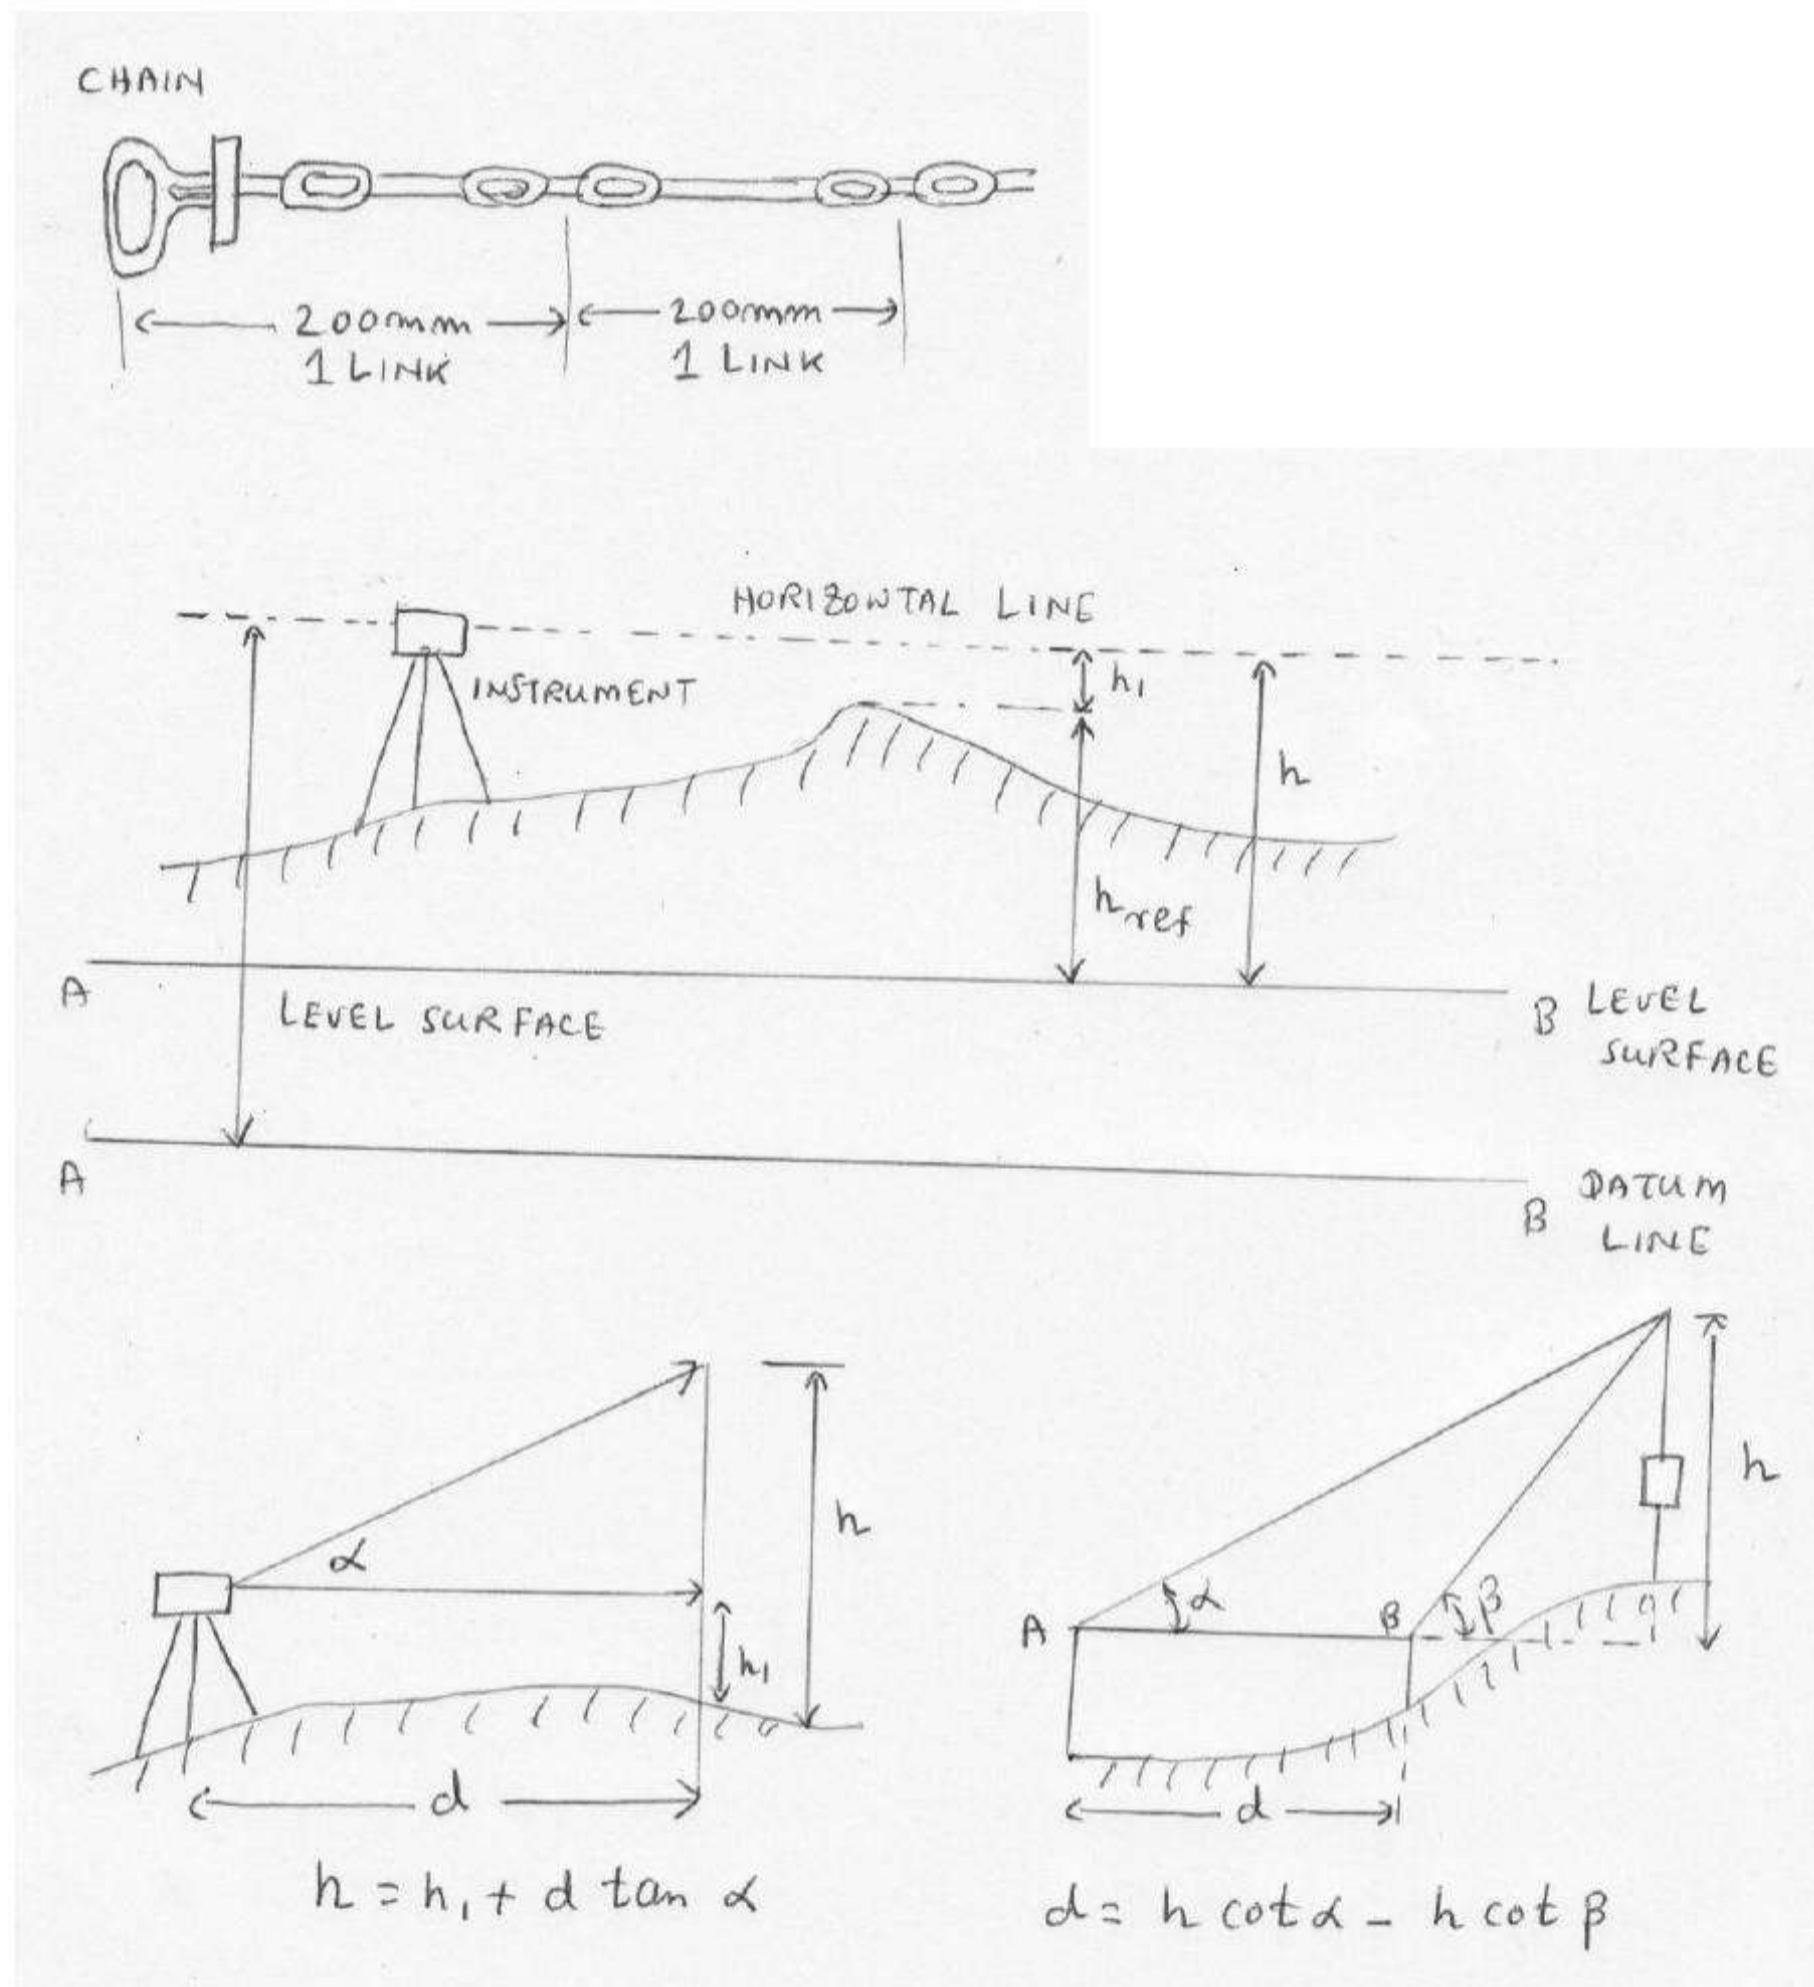 CHAIN
200mm
1 LINK
200mm
1 LINK
HORIZONTAL LINE
INSTRUMENT
h₁
h
href
A
LEVEL SURFACE
B LEVEL
SURFACE
A
B DATUM
LINE
α
h
h₁
d
h = h₁ + d tan α
A
α
B
β
h
d
d = h cot α - h cot β